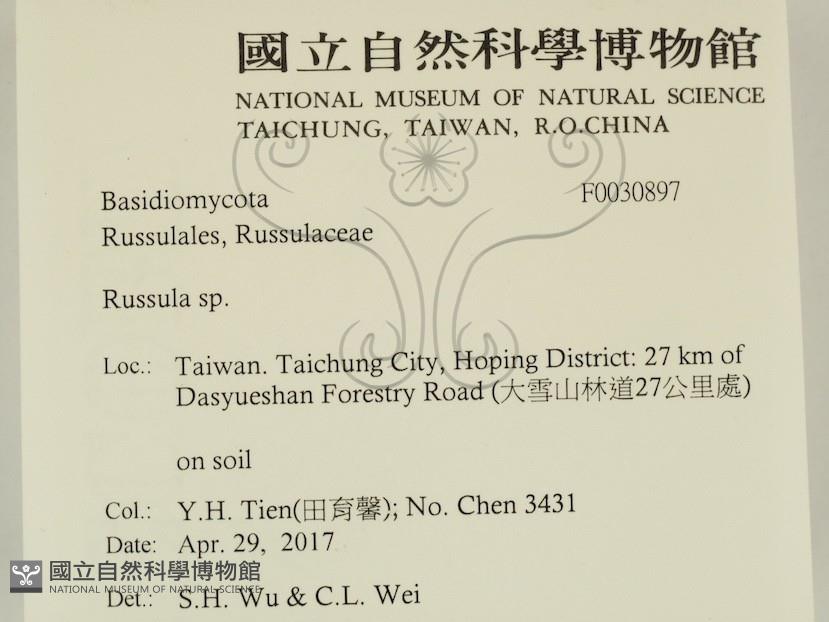 國立自然科學博物館
NATIONAL MUSEUM OF NATURAL SCIENCE
TAICHUNG, TAIWAN, R.O.CHINA
Basidiomycota F0030897
Russulales, Russulaceae
Russula sp.
Loc.: Taiwan. Taichung City, Hoping District: 27 km of
Dasyueshan Forestry Road (大雪山林道27公里處)
on soil
Col.: Y.H. Tien(田育馨); No. Chen 3431
Date: Apr. 29, 2017
Det.: S.H. Wu & C.L. Wei
國立自然科學博物館
NATIONAL MUSEUM OF NATURAL SCIENCE